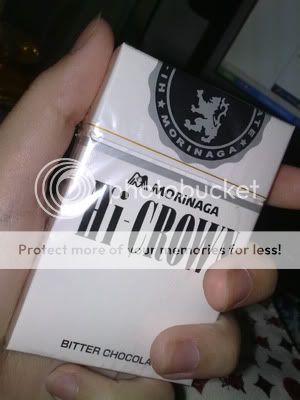 MORINAGA
photobucket
MORINAGA
Hi-CROWN
Protect more of your memories for less!
BITTER CHOCOLA